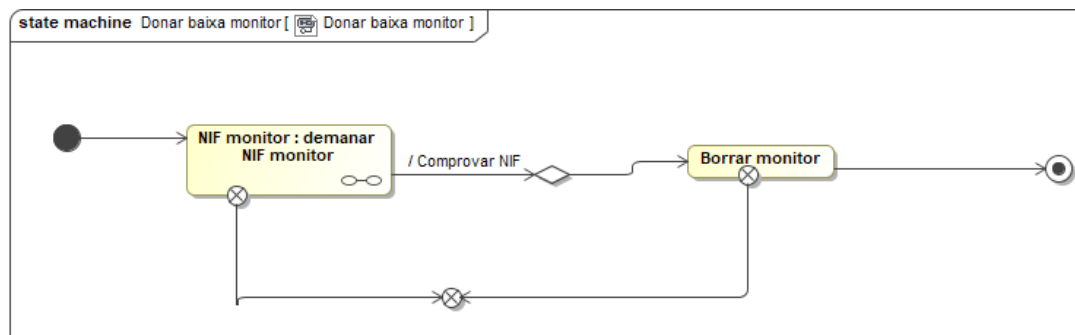 state machine Donar baixa monitor [ Donar baixa monitor ]
NIF monitor : demanar
NIF monitor
/ Comprovar NIF
Borrar monitor